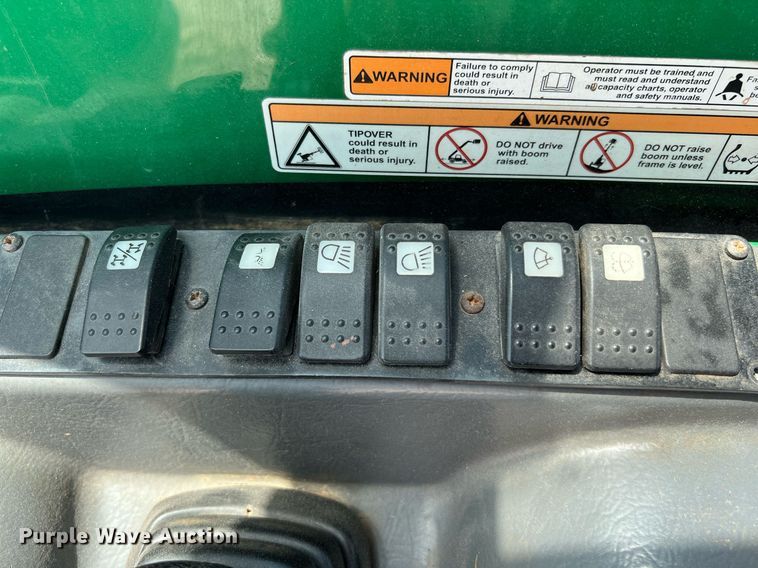 WARNING
Failure to comply
could result in
death or
serious injury.
Operator must be trained and
must read and understand
all capacity charts, operator
and safety manuals.
WARNING
TIPOVER
could result in
death or
serious injury.
DO NOT drive
with boom
raised.
DO NOT raise
boom unless
frame is level.
Purple Wave Auction